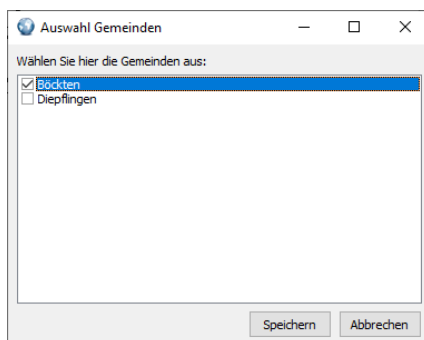 Auswahl Gemeinden
Wählen Sie hier die Gemeinden aus:
Böckten
Diepflingen
Speichern Abbrechen